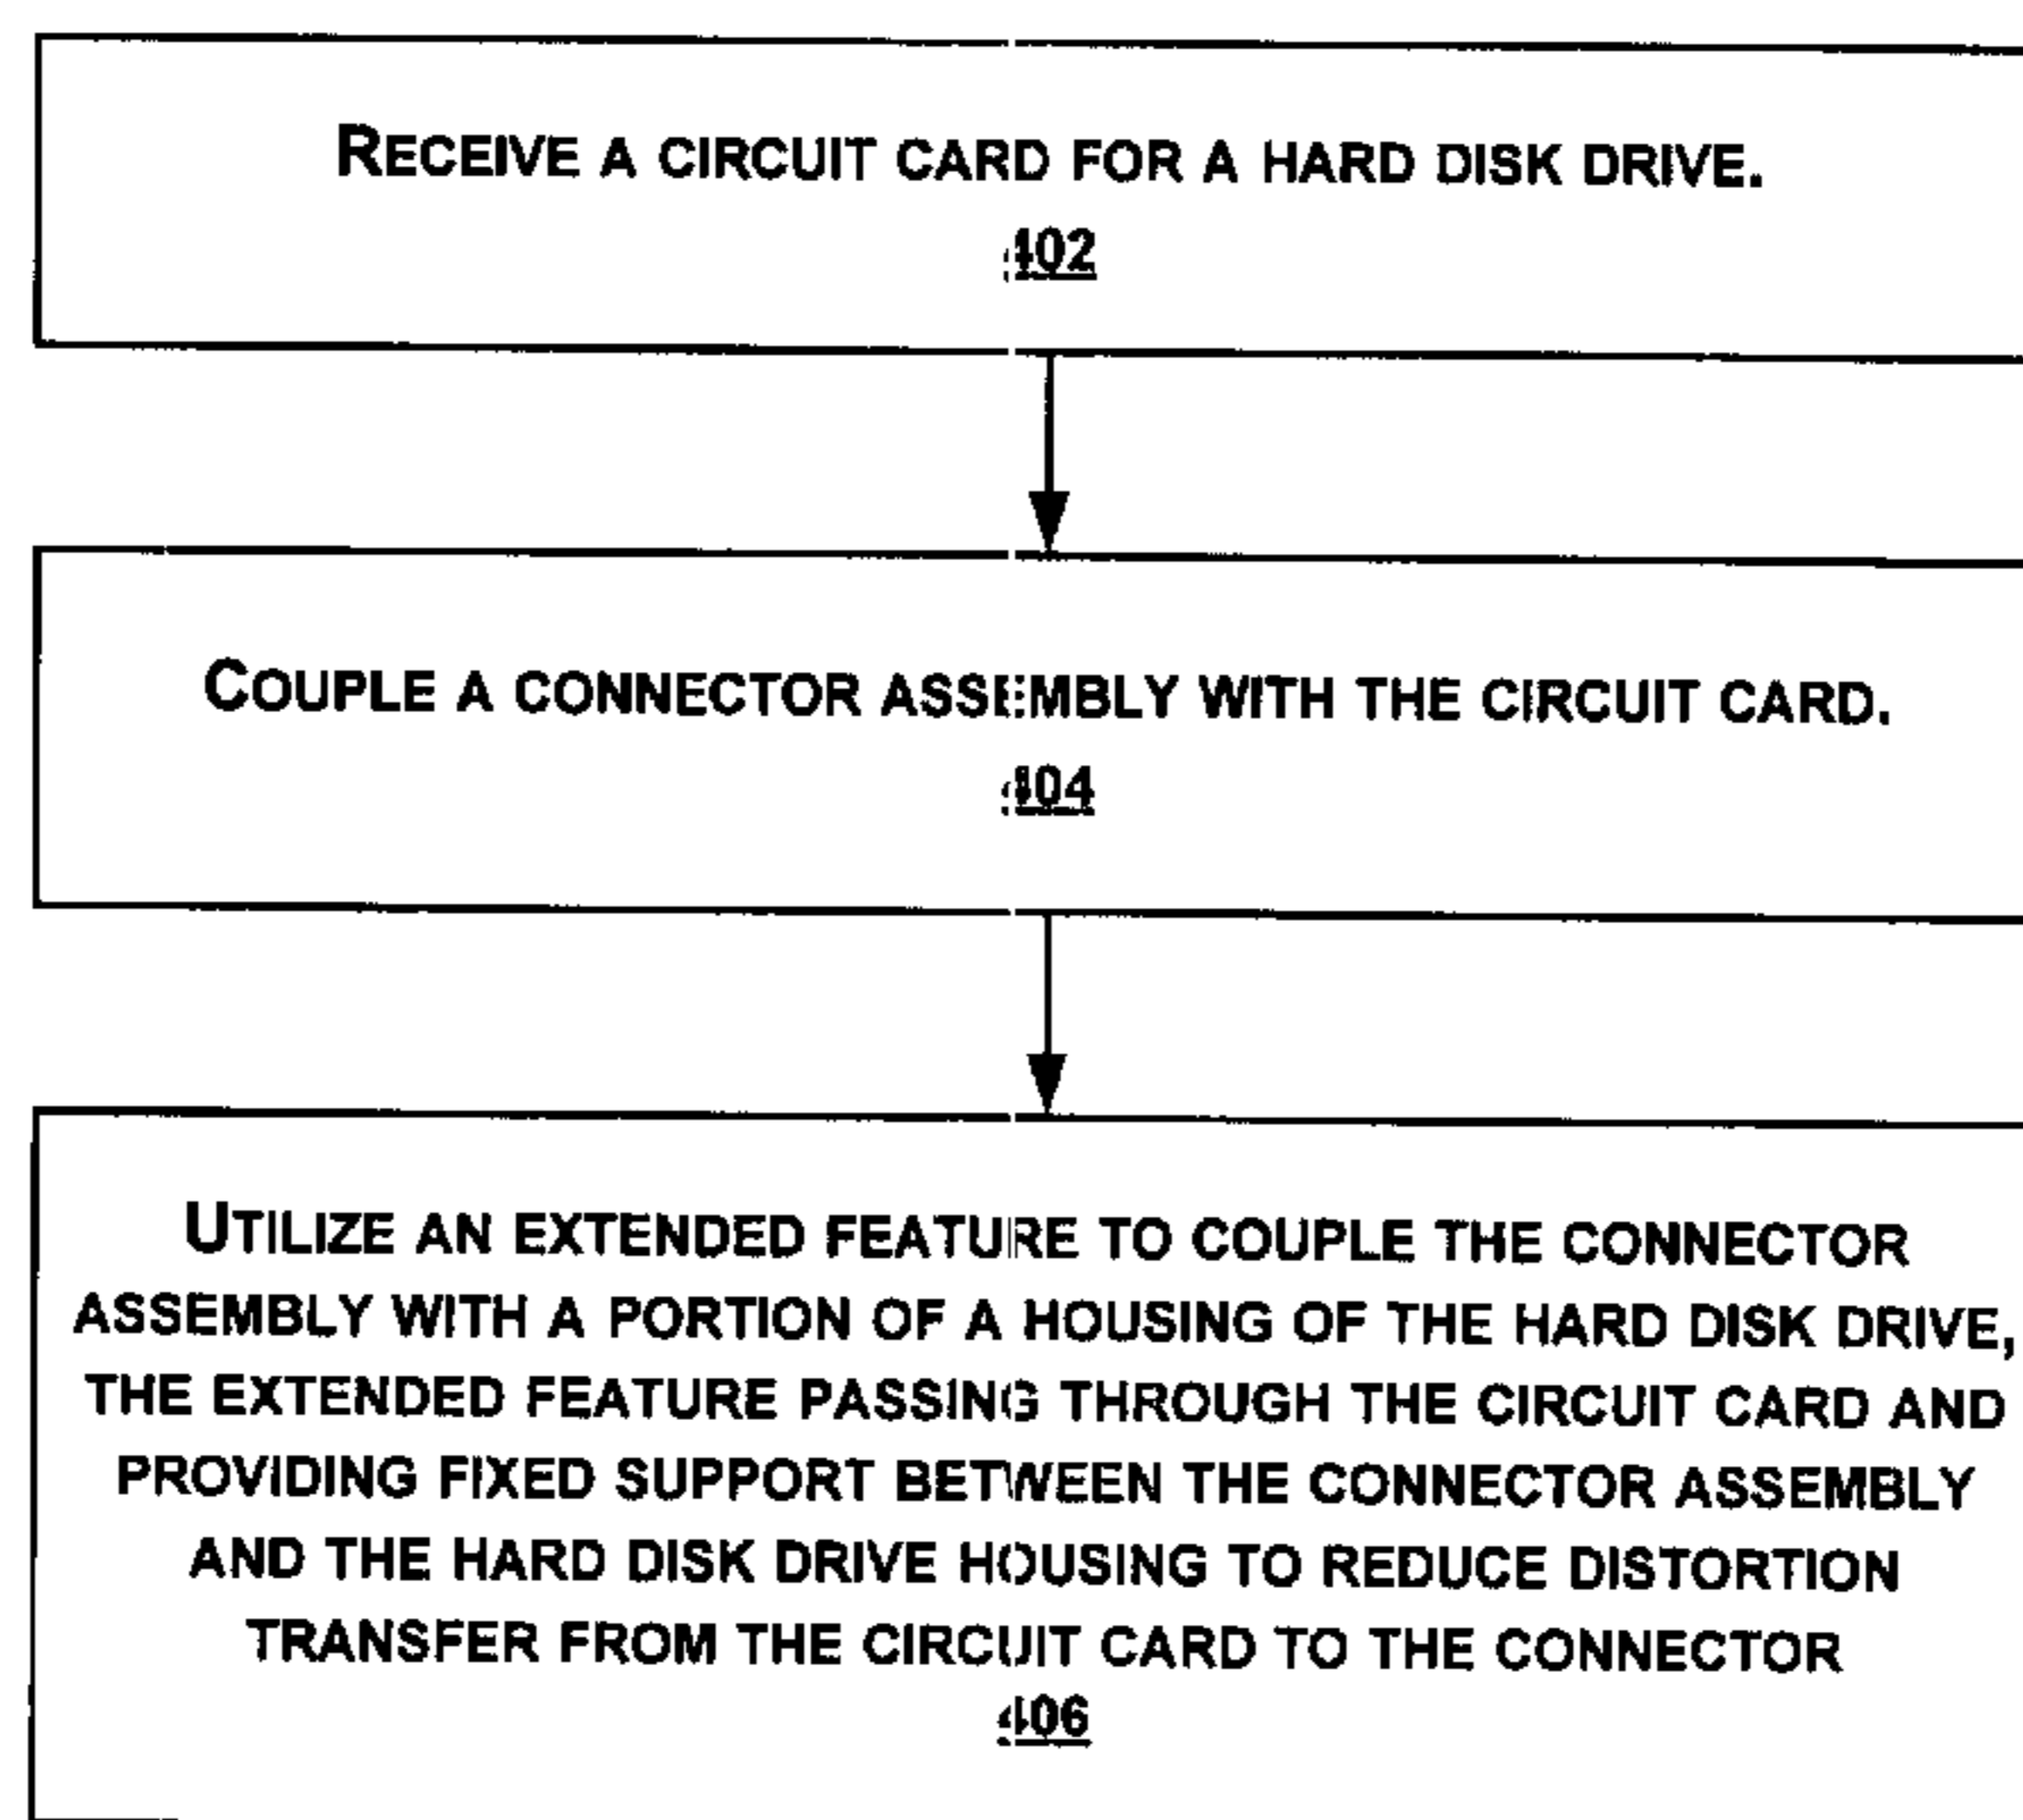 RECEIVE A CIRCUIT CARD FOR A HARD DISK DRIVE.
402
COUPLE A CONNECTOR ASSEMBLY WITH THE CIRCUIT CARD.
404
UTILIZE AN EXTENDED FEATURE TO COUPLE THE CONNECTOR
ASSEMBLY WITH A PORTION OF A HOUSING OF THE HARD DISK DRIVE,
THE EXTENDED FEATURE PASSING THROUGH THE CIRCUIT CARD AND
PROVIDING FIXED SUPPORT BETWEEN THE CONNECTOR ASSEMBLY
AND THE HARD DISK DRIVE HOUSING TO REDUCE DISTORTION
TRANSFER FROM THE CIRCUIT CARD TO THE CONNECTOR
406